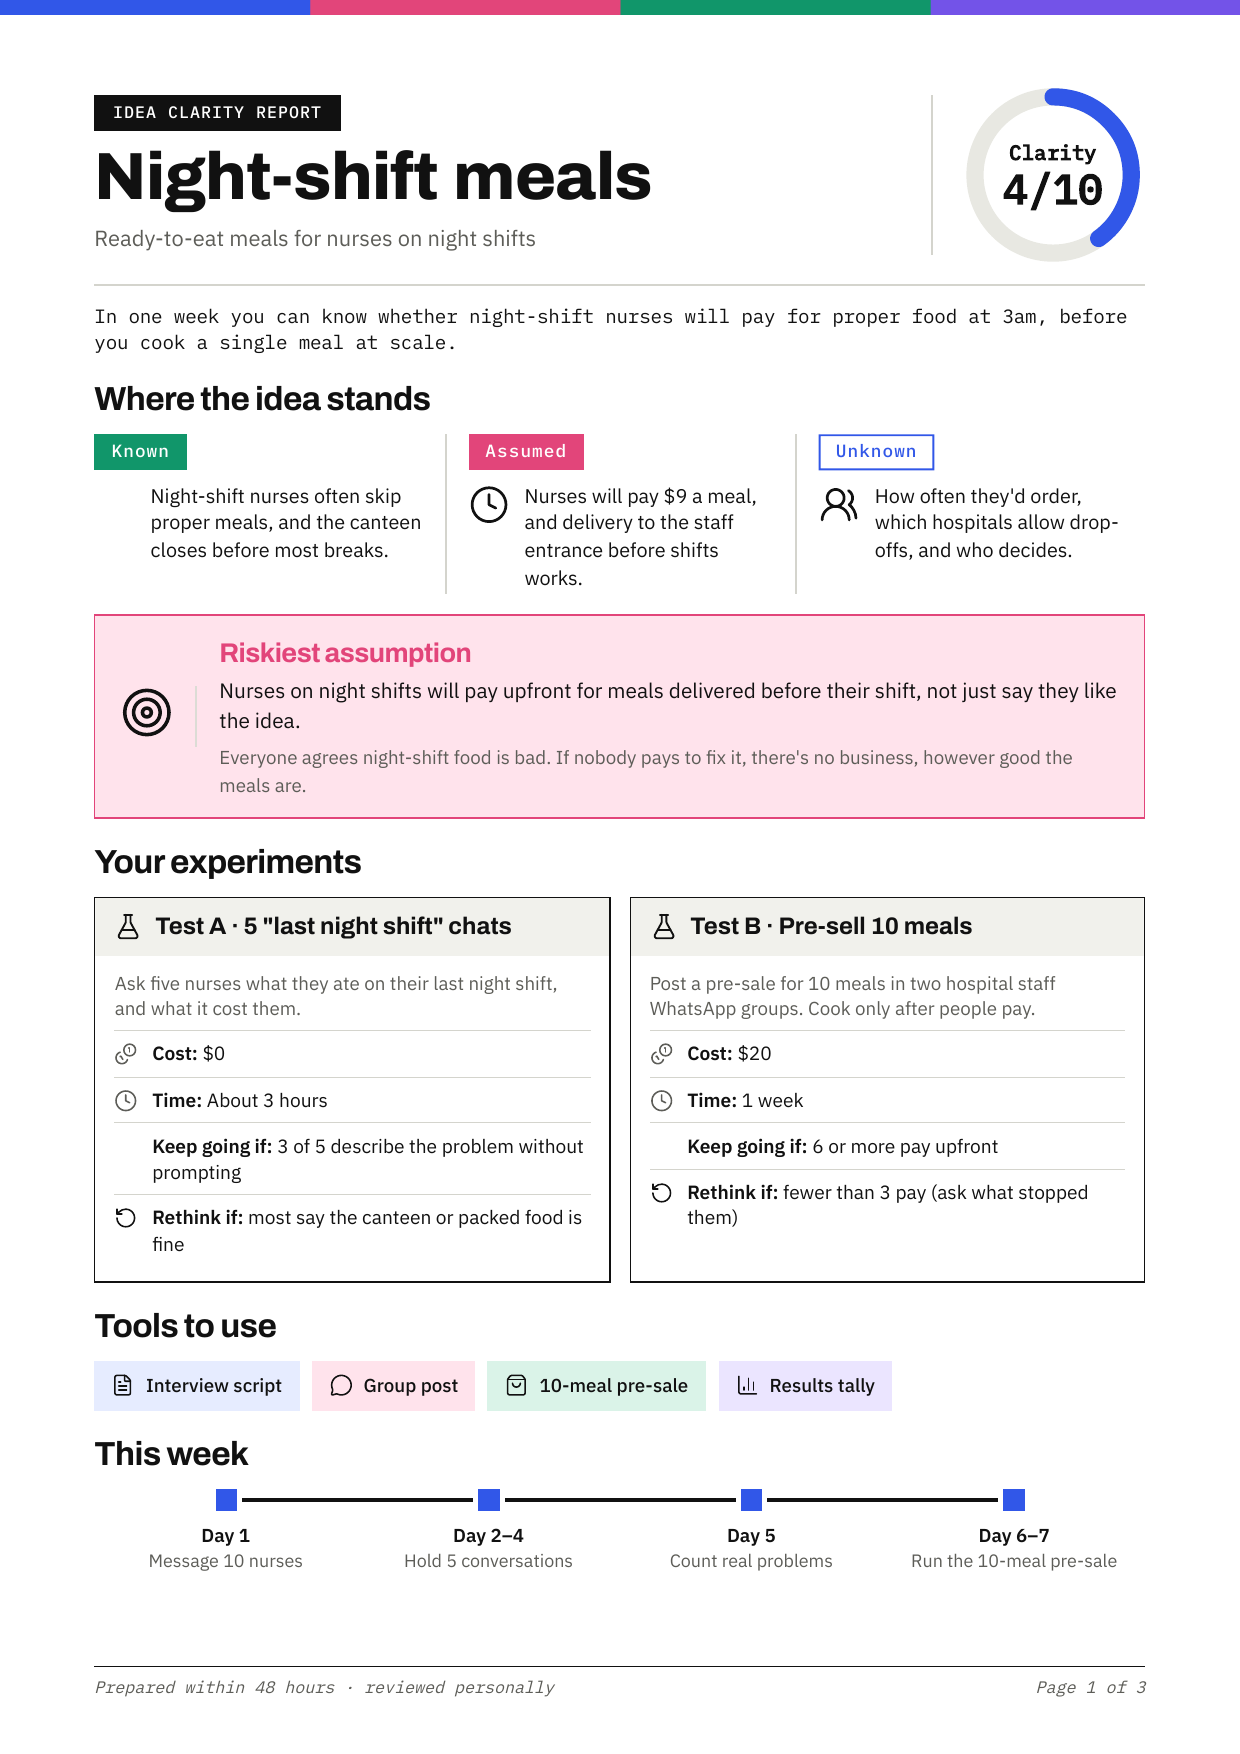 IDEA CLARITY REPORT
Night-shift meals
Ready-to-eat meals for nurses on night shifts
Clarity
4/10
In one week you can know whether night-shift nurses will pay for proper food at 3am, before
you cook a single meal at scale.
Where the idea stands
Known
Night-shift nurses often skip
proper meals, and the canteen
closes before most breaks.
Assumed
Nurses will pay $9 a meal,
and delivery to the staff
entrance before shifts
works.
Unknown
How often they'd order,
which hospitals allow drop-
offs, and who decides.
Riskiest assumption
Nurses on night shifts will pay upfront for meals delivered before their shift, not just say they like
the idea.
Everyone agrees night-shift food is bad. If nobody pays to fix it, there's no business, however good the
meals are.
Your experiments
Test A · 5 "last night shift" chats
Ask five nurses what they ate on their last night shift,
and what it cost them.
Cost: $0
Time: About 3 hours
Keep going if: 3 of 5 describe the problem without
prompting
Rethink if: most say the canteen or packed food is
fine
Test B · Pre-sell 10 meals
Post a pre-sale for 10 meals in two hospital staff
WhatsApp groups. Cook only after people pay.
Cost: $20
Time: 1 week
Keep going if: 6 or more pay upfront
Rethink if: fewer than 3 pay (ask what stopped
them)
Tools to use
Interview script
Group post
10-meal pre-sale
Results tally
This week
Day 1
Message 10 nurses
Day 2–4
Hold 5 conversations
Day 5
Count real problems
Day 6–7
Run the 10-meal pre-sale
Prepared within 48 hours · reviewed personally
Page 1 of 3